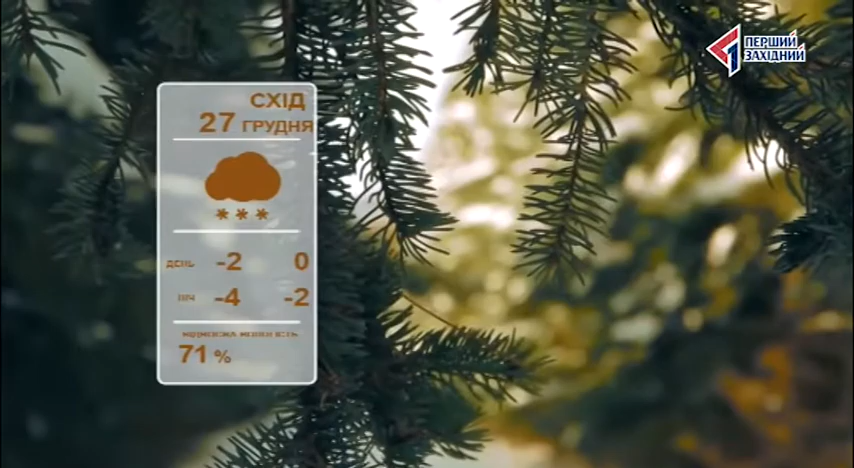 ПЕРШИЙ
ЗАХІДНИЙ
СХІД
27 ГРУДНЯ
ДЕНЬ -2 0
НІЧ -4 -2
71 %